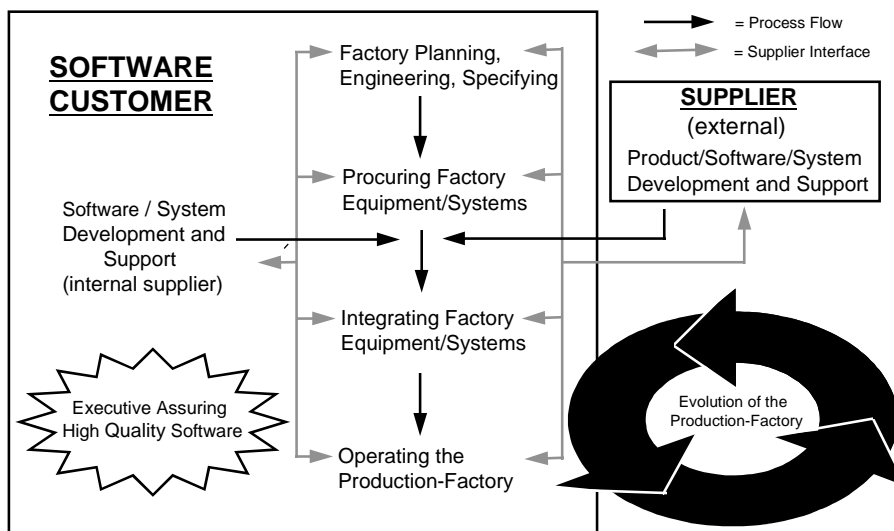 = Process Flow
= Supplier Interface
SOFTWARE
CUSTOMER
Factory Planning,
Engineering, Specifying
SUPPLIER
(external)
Product/Software/System
Development and Support
Procuring Factory
Equipment/Systems
Software / System
Development and
Support
(internal supplier)
Integrating Factory
Equipment/Systems
Executive Assuring
High Quality Software
Evolution of the
Production-Factory
Operating the
Production-Factory